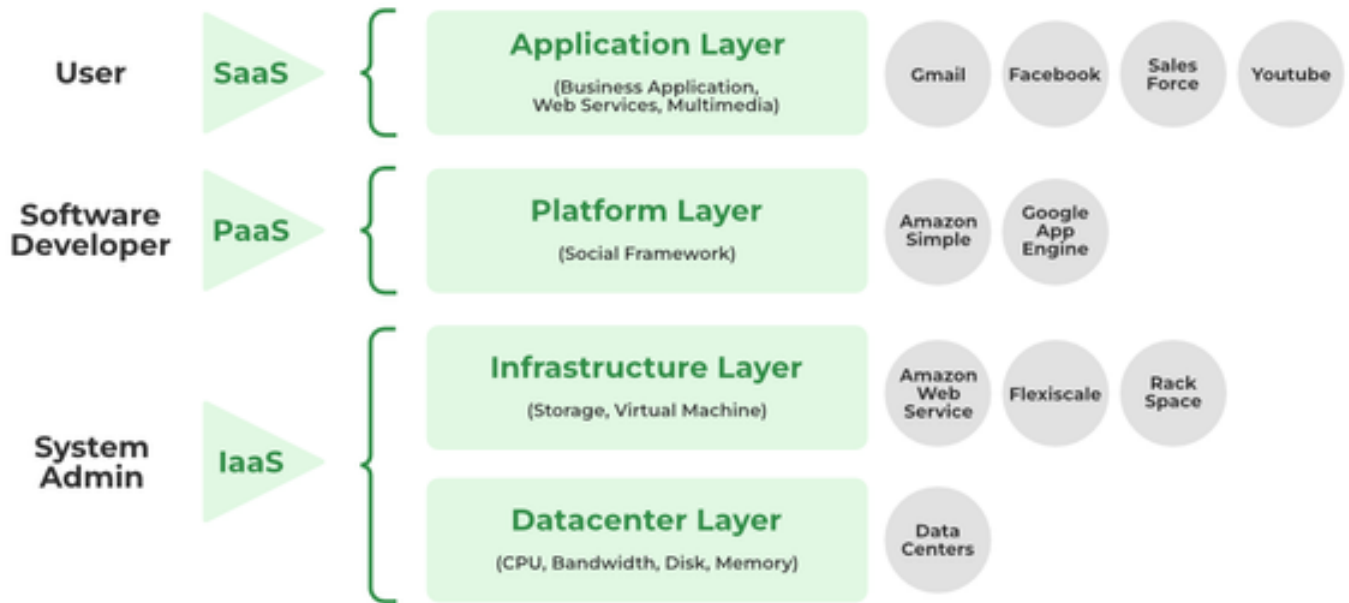 User
SaaS
Application Layer
(Business Application,
Web Services, Multimedia)
Gmail
Facebook
Sales
Force
Youtube
Software
Developer
PaaS
Platform Layer
(Social Framework)
Amazon
Simple
Google
App
Engine
System
Admin
IaaS
Infrastructure Layer
(Storage, Virtual Machine)
Amazon
Web
Service
Flexiscale
Rack
Space
Datacenter Layer
(CPU, Bandwidth, Disk, Memory)
Data
Centers